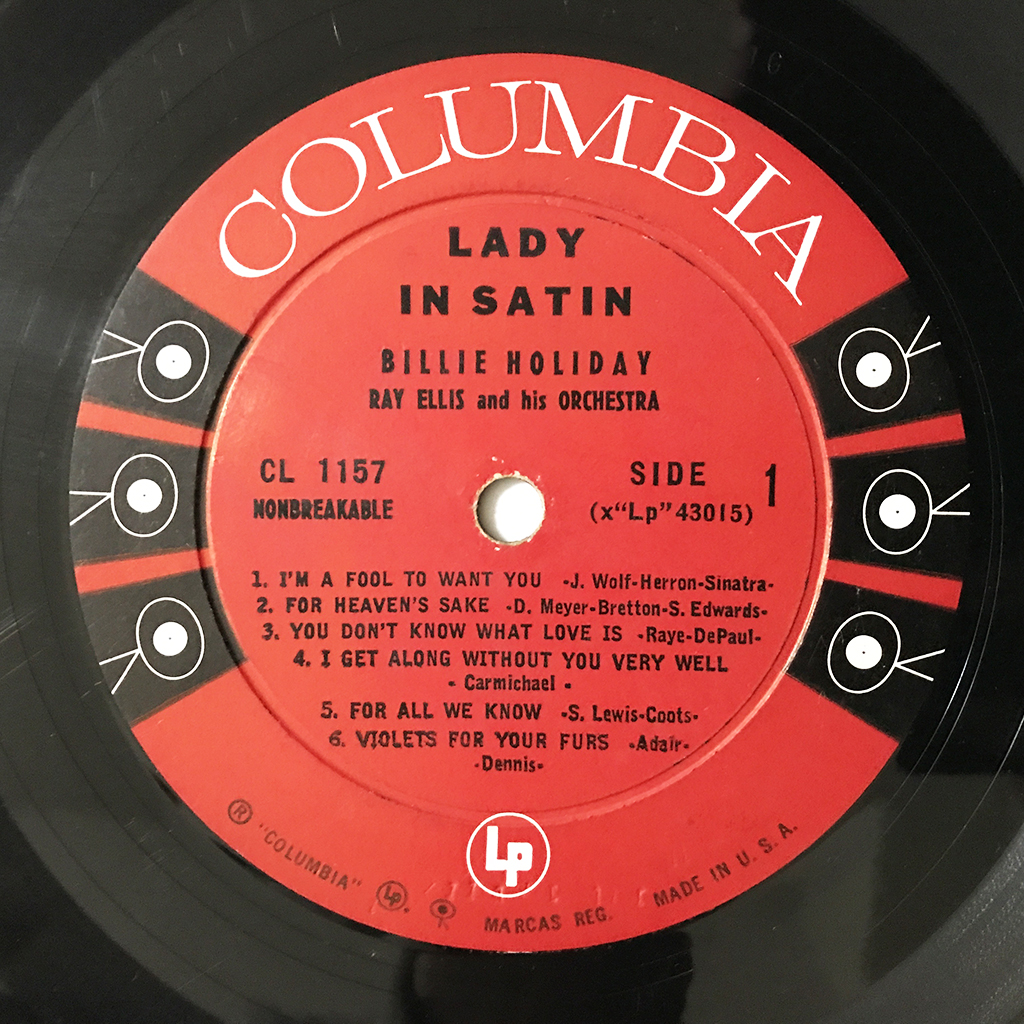 COLUMBIA
LADY
IN SATIN
BILLIE HOLIDAY
RAY ELLIS and his ORCHESTRA
CL 1157
NONBREAKABLE
SIDE 1
(x“Lp”43015)
1. I'M A FOOL TO WANT YOU -J. Wolf-Herron-Sinatra-
2. FOR HEAVEN'S SAKE -D. Meyer-Bretton-S. Edwards-
3. YOU DON'T KNOW WHAT LOVE IS -Raye-DePaul-
4. I GET ALONG WITHOUT YOU VERY WELL
- Carmichael -
5. FOR ALL WE KNOW -S. Lewis-Coots-
6. VIOLETS FOR YOUR FURS -Adair-
-Dennis-
Lp
® "COLUMBIA" Lp. MARCAS REG. MADE IN U. S. A.